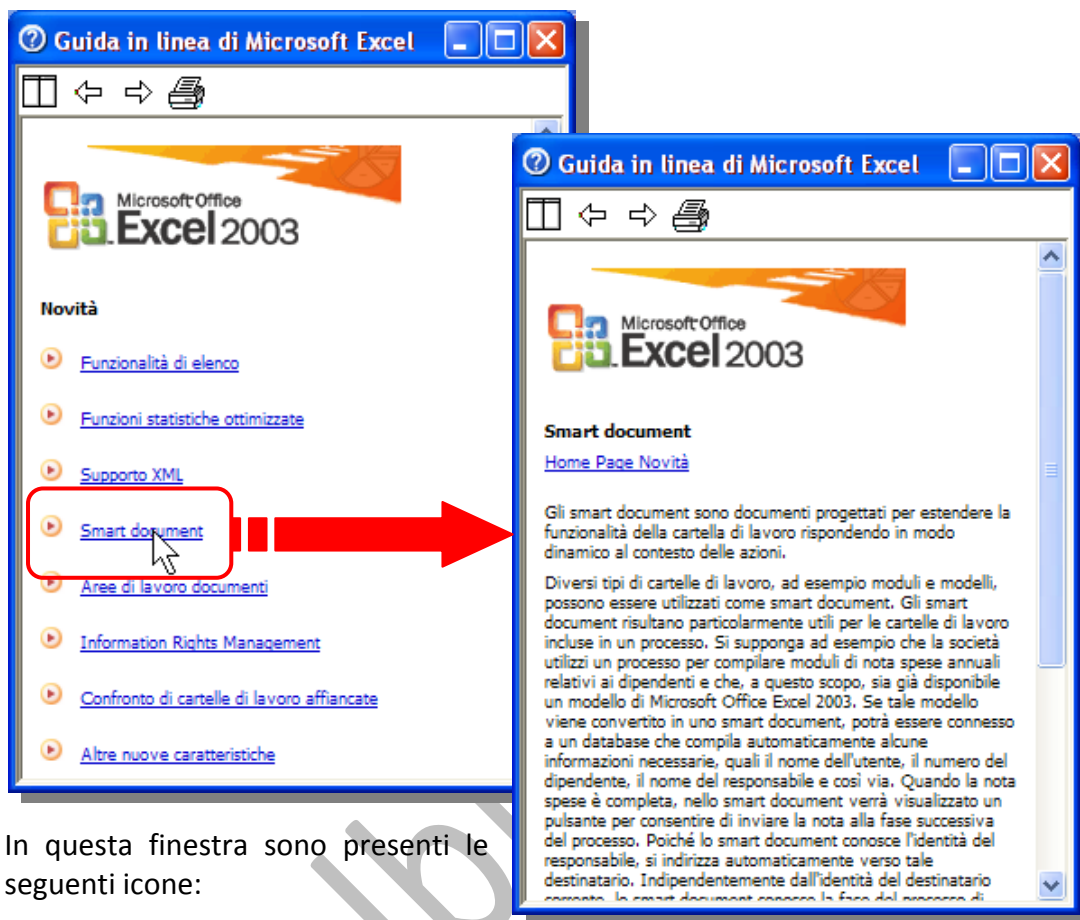 Guida in linea di Microsoft Excel
Microsoft Office
Excel 2003
Novità
Funzionalità di elenco
Funzioni statistiche ottimizzate
Supporto XML
Smart document
Aree di lavoro documenti
Information Rights Management
Confronto di cartelle di lavoro affiancate
Altre nuove caratteristiche
Guida in linea di Microsoft Excel
Microsoft Office
Excel 2003
Smart document
Home Page Novità
Gli smart document sono documenti progettati per estendere la
funzionalità della cartella di lavoro rispondendo in modo
dinamico al contesto delle azioni.
Diversi tipi di cartelle di lavoro, ad esempio moduli e modelli,
possono essere utilizzati come smart document. Gli smart
document risultano particolarmente utili per le cartelle di lavoro
incluse in un processo. Si supponga ad esempio che la società
utilizzi un processo per compilare moduli di nota spese annuali
relativi ai dipendenti e che, a questo scopo, sia già disponibile
un modello di Microsoft Office Excel 2003. Se tale modello
viene convertito in uno smart document, potrà essere connesso
a un database che compila automaticamente alcune
informazioni necessarie, quali il nome dell'utente, il numero del
dipendente, il nome del responsabile e così via. Quando la nota
spese è completa, nello smart document verrà visualizzato un
pulsante per consentire di inviare la nota alla fase successiva
del processo. Poiché lo smart document conosce l'identità del
responsabile, si indirizza automaticamente verso tale
destinatario. Indipendentemente dall'identità del destinatario
corrente, lo smart document conosce la fase del processo di
In questa finestra sono presenti le
seguenti icone: